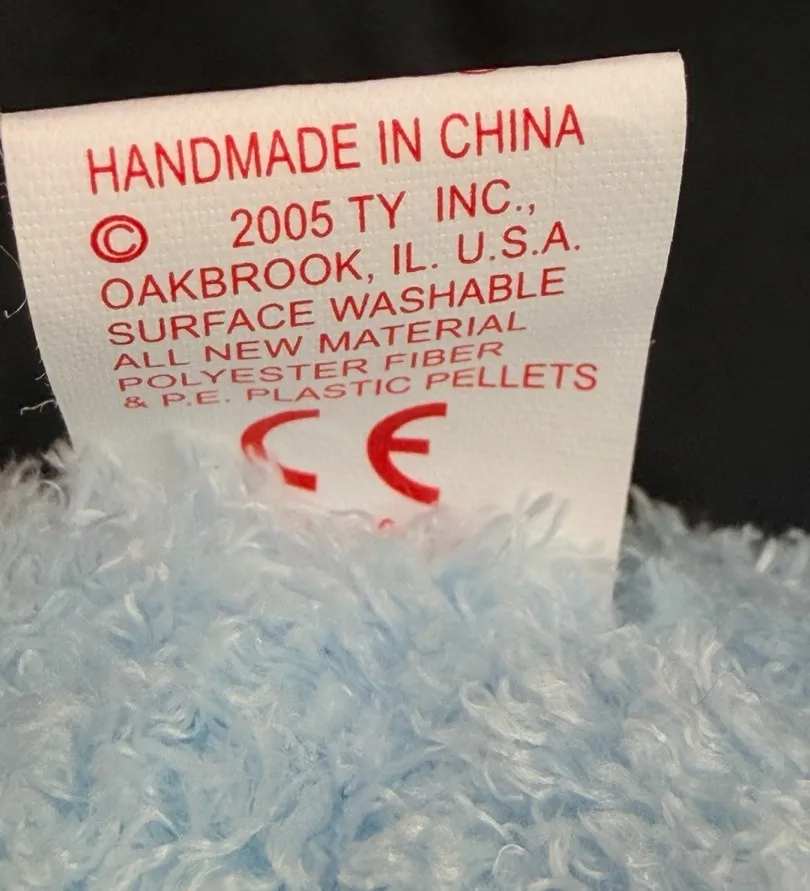 HANDMADE IN CHINA
© 2005 TY INC.,
OAKBROOK, IL. U.S.A.
SURFACE WASHABLE
ALL NEW MATERIAL
POLYESTER FIBER
& P.E. PLASTIC PELLETS
CE